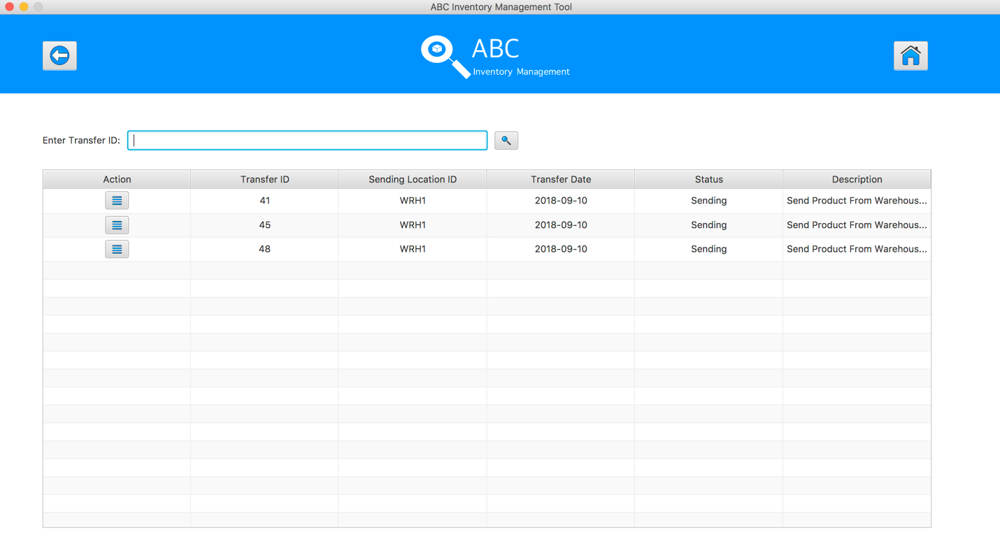 ABC Inventory Management Tool
ABC
Inventory Management
Enter Transfer ID:
Action Transfer ID Sending Location ID Transfer Date Status Description
41 WRH1 2018-09-10 Sending Send Product From Warehous...
45 WRH1 2018-09-10 Sending Send Product From Warehous...
48 WRH1 2018-09-10 Sending Send Product From Warehous...